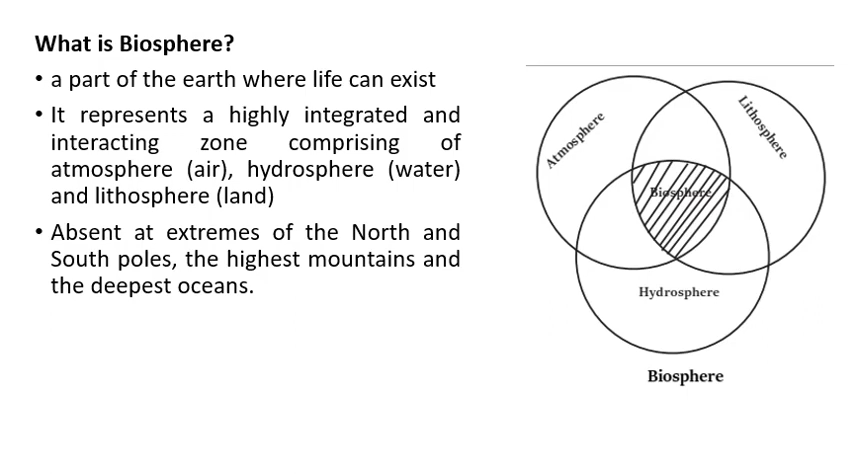 What is Biosphere?
• a part of the earth where life can exist
• It represents a highly integrated and
interacting zone comprising of
atmosphere (air), hydrosphere (water)
and lithosphere (land)
• Absent at extremes of the North and
South poles, the highest mountains and
the deepest oceans.
Atmosphere
Lithosphere
Biosphere
Hydrosphere
Biosphere